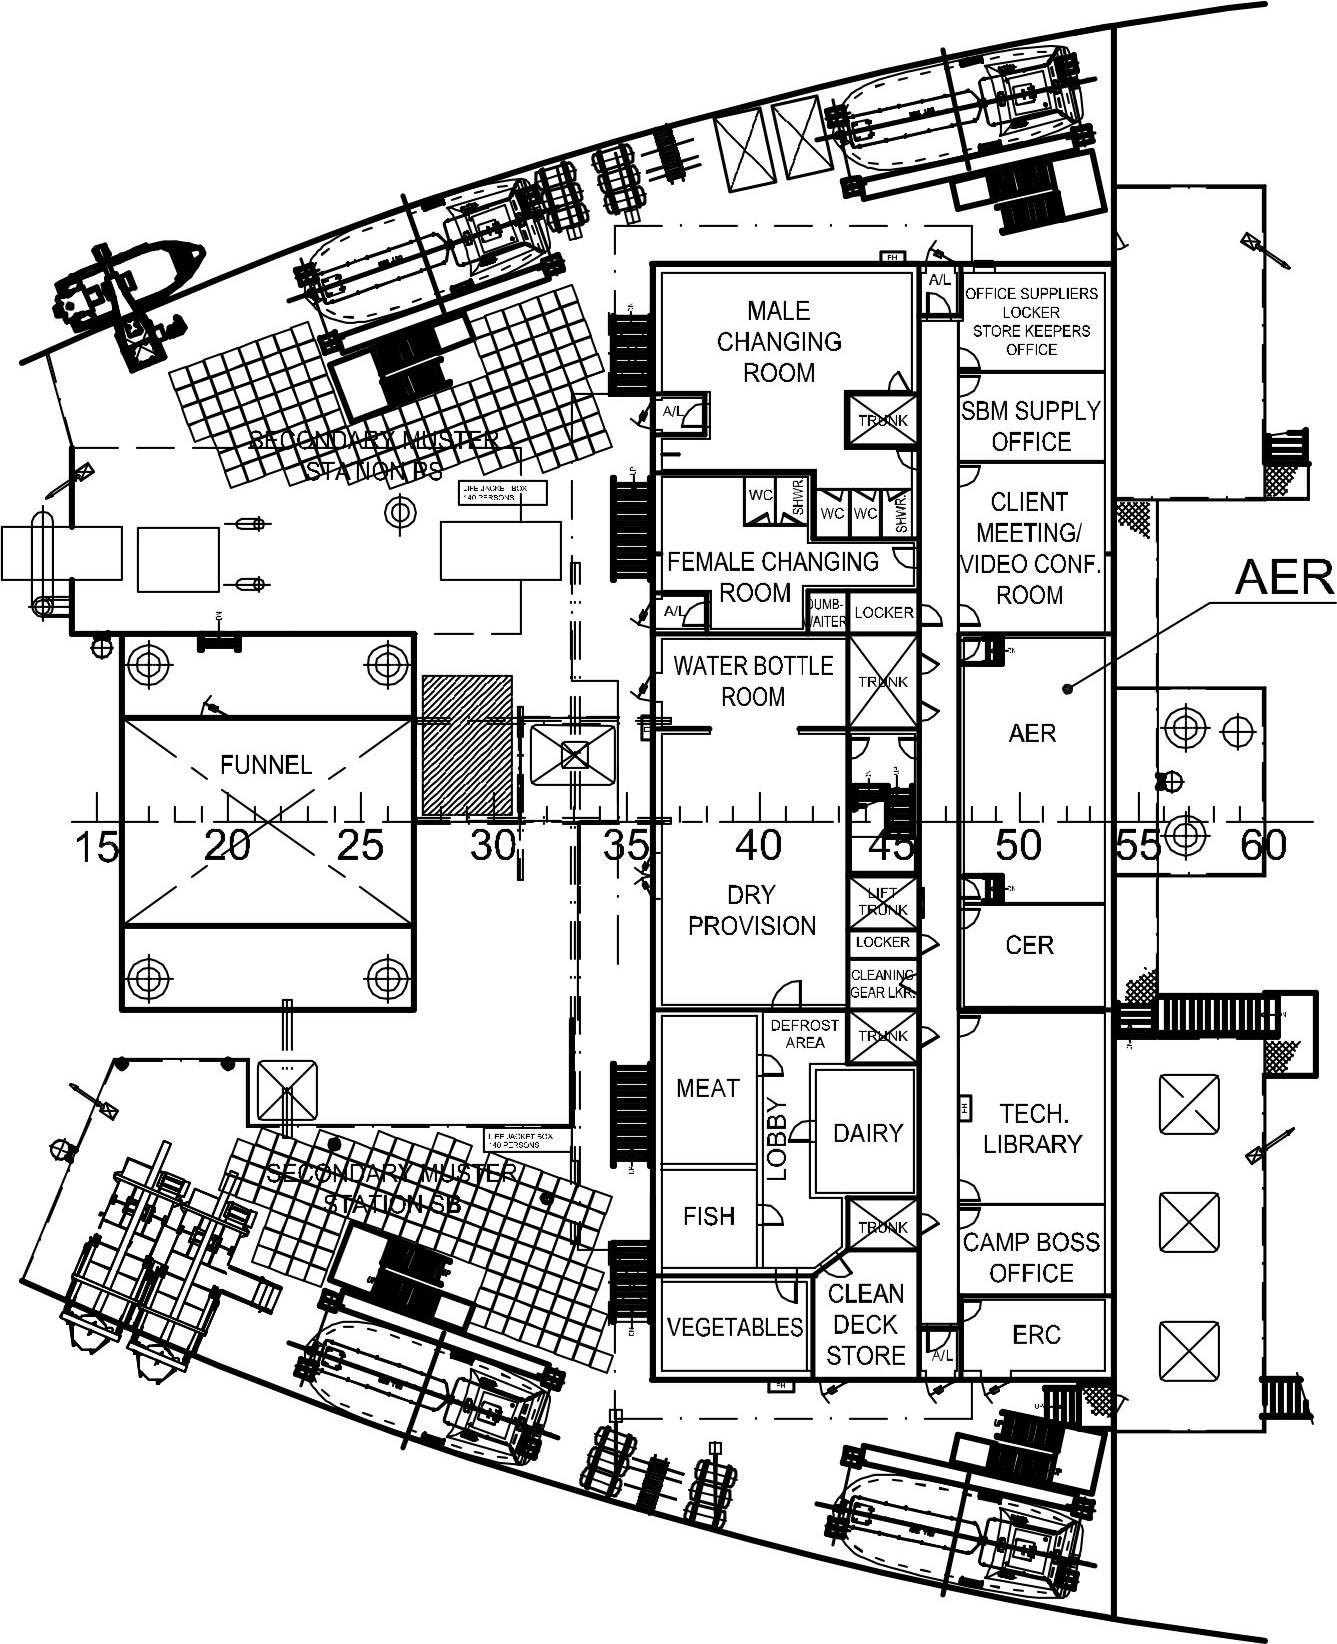 A/L
OFFICE SUPPLIERS
LOCKER
STORE KEEPERS
OFFICE
MALE
CHANGING
ROOM
A/L
TRUNK
SBM SUPPLY
OFFICE
SECONDARY MUSTER
STATION PS
LIFE JACKET BOX
140 PERSONS
WC
SHWR.
WC
WC
SHWR.
CLIENT
MEETING/
VIDEO CONF.
ROOM
FEMALE CHANGING
ROOM
AER
A/L
DUMB-
WAITER
LOCKER
WATER BOTTLE
ROOM
TRUNK
AER
FUNNEL
15
20
25
30
35
40
45
50
55
60
DRY
PROVISION
LIFT
TRUNK
LOCKER
CER
CLEANING
GEAR LKR.
DEFROST
AREA
TRUNK
MEAT
LOBBY
DAIRY
TECH.
LIBRARY
LIFE JACKET BOX
140 PERSONS
SECONDARY MUSTER
STATION SB
FISH
TRUNK
CAMP BOSS
OFFICE
VEGETABLES
CLEAN
DECK
STORE
A/L
ERC